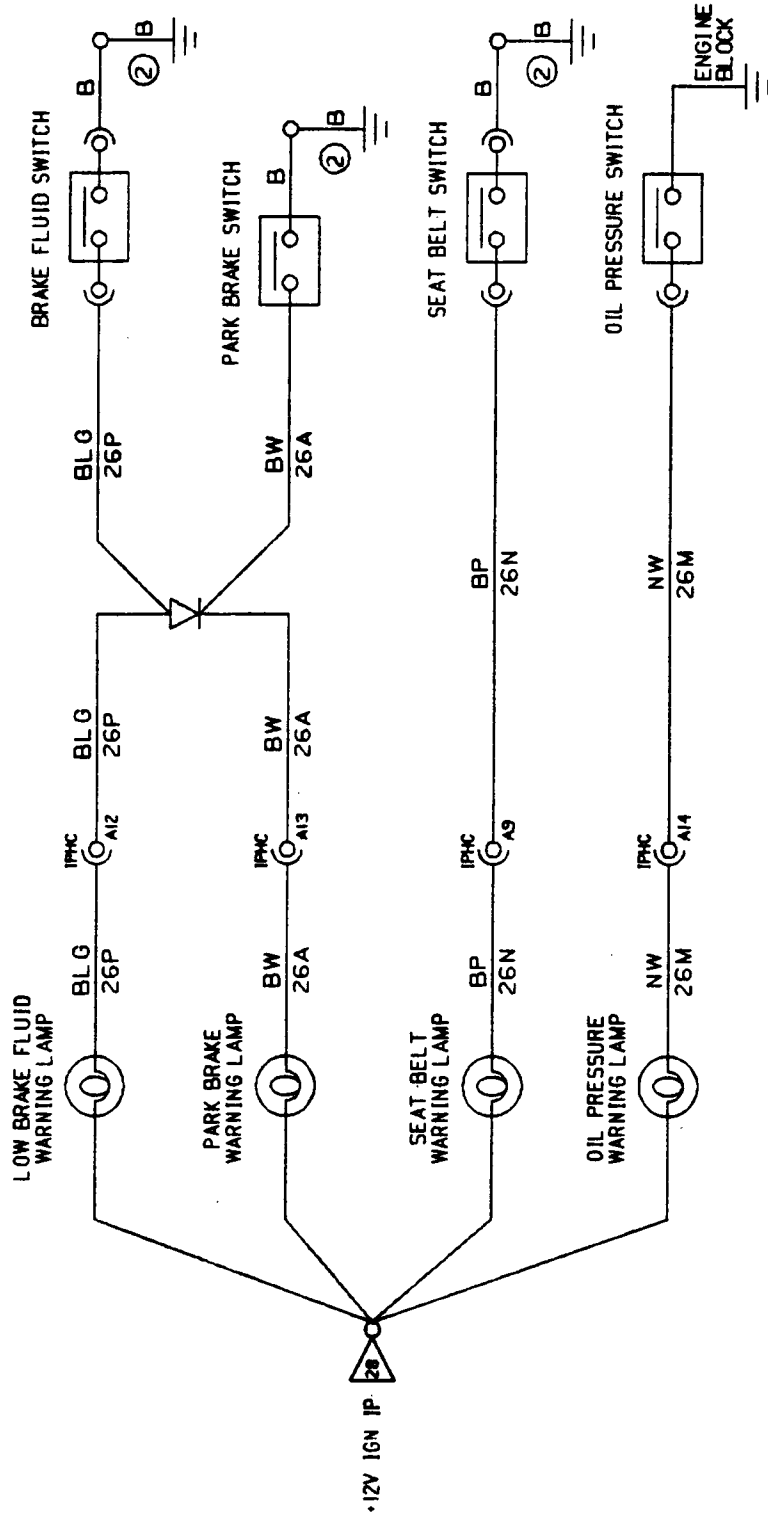 +12V IGN IP
28
LOW BRAKE FLUID
WARNING LAMP
BLG
26P
IPHC
A12
BLG
26P
BLG
26P
BRAKE FLUID SWITCH
B
B
2
PARK BRAKE
WARNING LAMP
BW
26A
IPHC
A13
BW
26A
BW
26A
PARK BRAKE SWITCH
B
B
2
SEAT BELT
WARNING LAMP
BP
26N
IPHC
A9
BP
26N
SEAT BELT SWITCH
B
B
2
OIL PRESSURE
WARNING LAMP
NW
26M
IPHC
A14
NW
26M
OIL PRESSURE SWITCH
ENGINE
BLOCK